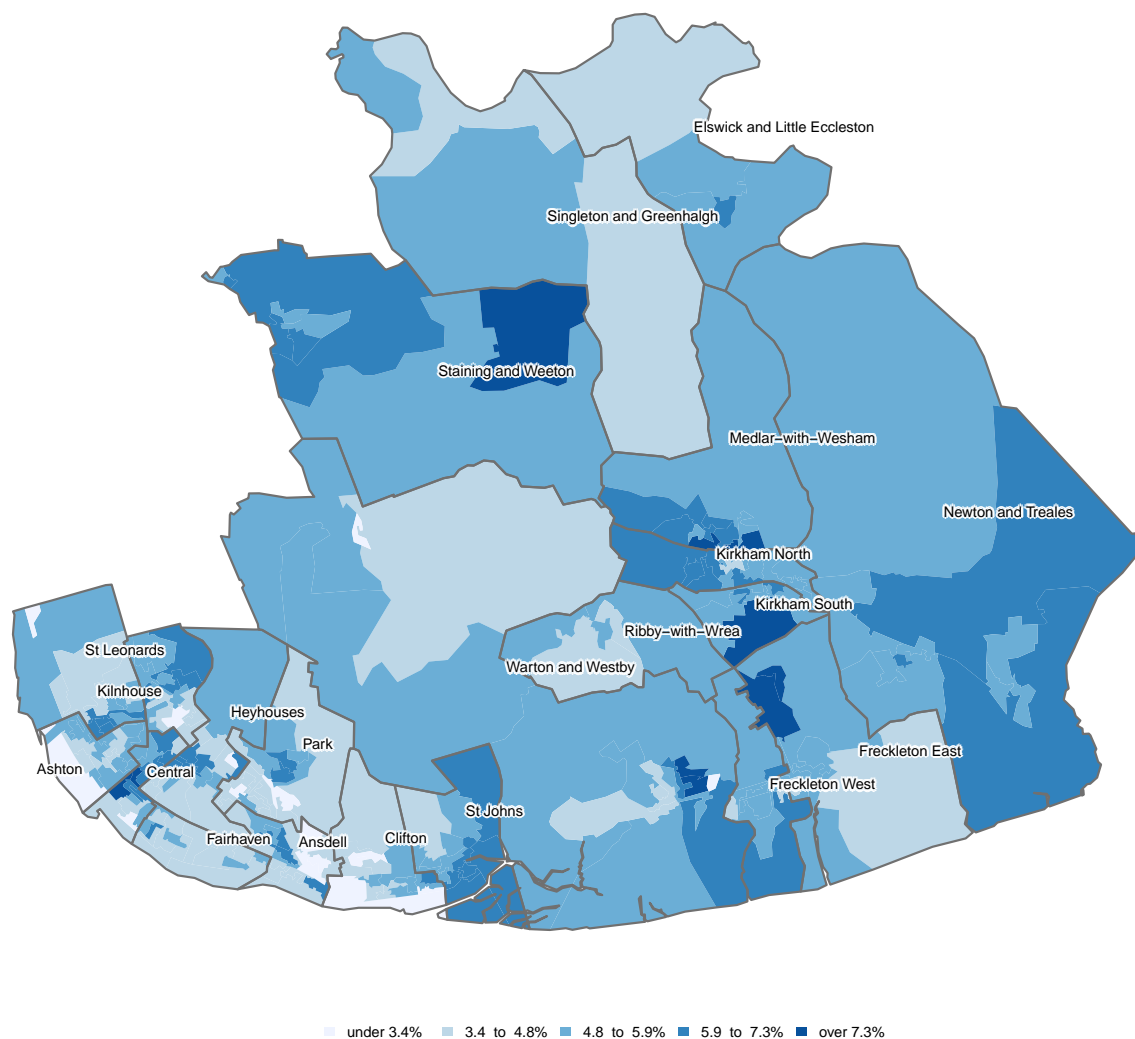 Elswick and Little Eccleston
Singleton and Greenhalgh
Staining and Weeton
Medlar−with−Wesham
Newton and Treales
Kirkham North
Kirkham South
Ribby−with−Wrea
St Leonards
Warton and Westby
Kilnhouse
Heyhouses
Park
Freckleton East
Ashton
Central
Freckleton West
St Johns
Fairhaven
Ansdell
Clifton
under 3.4% 3.4 to 4.8% 4.8 to 5.9% 5.9 to 7.3% over 7.3%